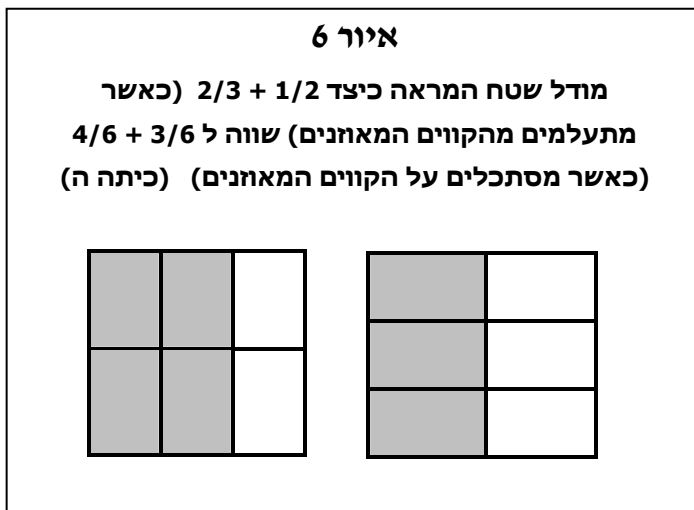 איור 6
מודל שטח המראה כיצד 1/2 + 2/3 (כאשר
מתעלמים מהקווים המאוזנים) שווה ל 3/6 + 4/6
(כאשר מסתכלים על הקווים המאוזנים) (כיתה ה)